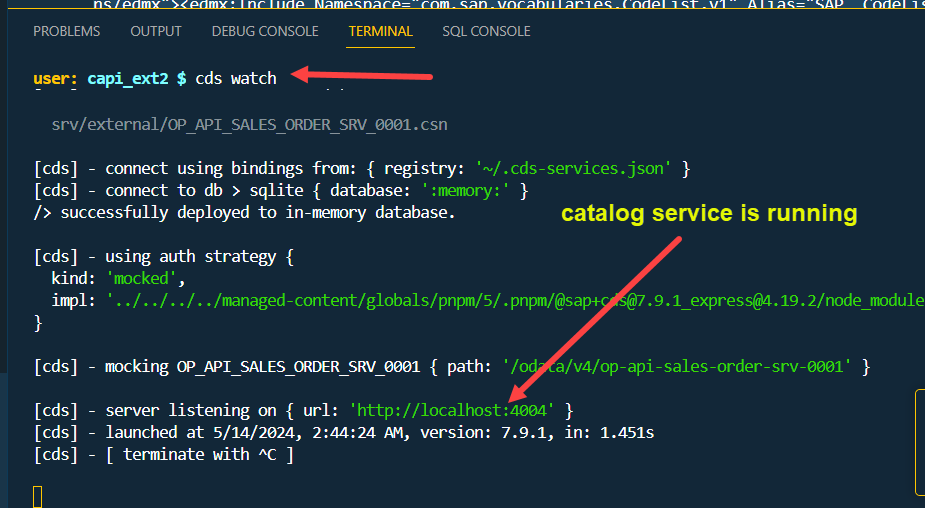 ns/edmx"><edmx:Include Namespace="com.sap.vocabularies.CodeList.v1" Alias="SAP__CodeLis
PROBLEMS OUTPUT DEBUG CONSOLE TERMINAL SQL CONSOLE
user: capi_ext2 $ cds watch
srv/external/OP_API_SALES_ORDER_SRV_0001.csn
[cds] - connect using bindings from: { registry: '~/.cds-services.json' }
[cds] - connect to db > sqlite { database: ':memory:' }
/> successfully deployed to in-memory database.
catalog service is running
[cds] - using auth strategy {
kind: 'mocked',
impl: '../../../../managed-content/globals/pnpm/5/.pnpm/@sap+cds@7.9.1_express@4.19.2/node_module
}
[cds] - mocking OP_API_SALES_ORDER_SRV_0001 { path: '/odata/v4/op-api-sales-order-srv-0001' }
[cds] - server listening on { url: 'http://localhost:4004' }
[cds] - launched at 5/14/2024, 2:44:24 AM, version: 7.9.1, in: 1.451s
[cds] - [ terminate with ^C ]